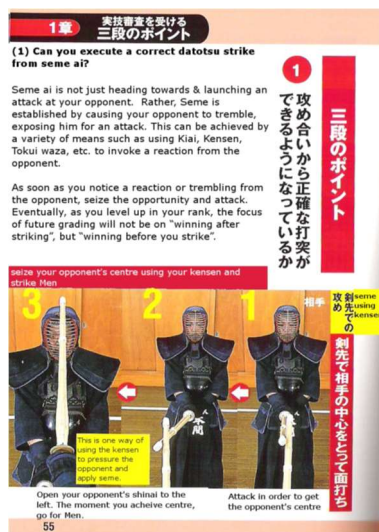 1章
実技審査を受ける
三段のポイント
(1) Can you execute a correct datotsu strike
from seme ai?
Seme ai is not just heading towards & launching an
attack at your opponent. Rather, Seme is
established by causing your opponent to tremble,
exposing him for an attack. This can be achieved by
a variety of means such as using Kiai, Kensen,
Tokui waza, etc. to invoke a reaction from the
opponent.
As soon as you notice a reaction or trembling from
the opponent, seize the opportunity and attack.
Eventually, as you level up in your rank, the focus
of future grading will not be on "winning after
striking", but "winning before you strike".
三段のポイント
1
攻め合いから正確な打突が
できるようになっているか
seize your opponent's centre using your kensen and
strike Men
剣先での
攻め
seme
using
kensen
剣先で相手の中心をとって面打ち
相手
1
2
3
本間
This is one way of
using the kensen
to pressure the
opponent and
apply seme.
Attack in order to get
the opponent's centre
Open your opponent's shinai to the
left. The moment you acheive centre,
go for Men.
55